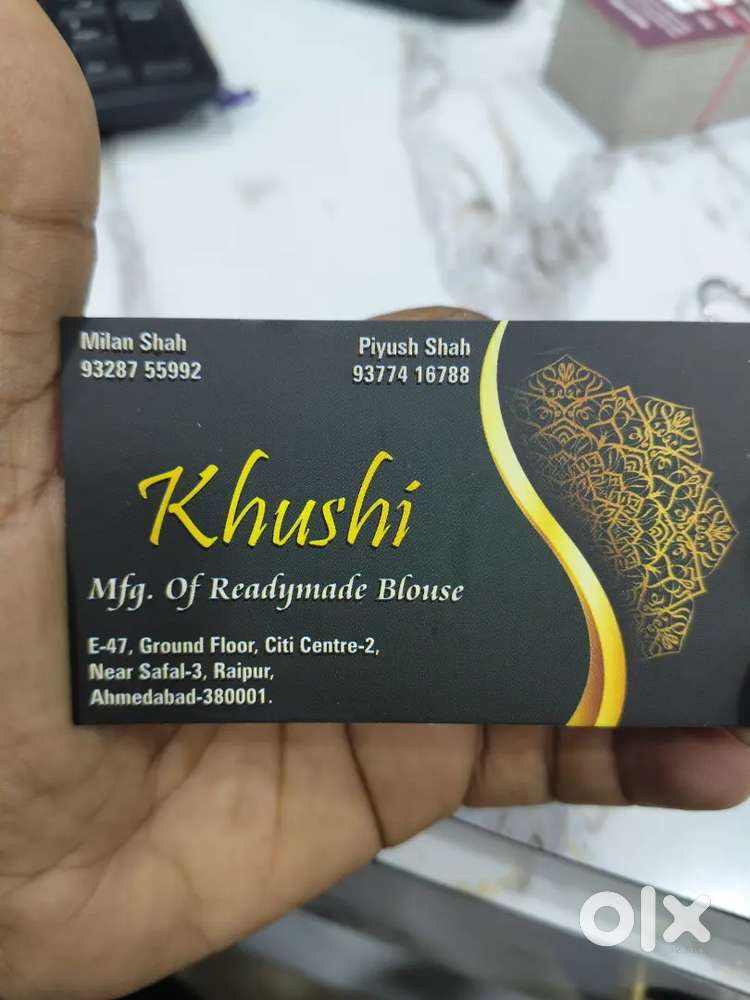 Milan Shah
93287 55992
Piyush Shah
93774 16788
Khushi
Mfg. Of Readymade Blouse
E-47, Ground Floor, Citi Centre-2,
Near Safal-3, Raipur,
Ahmedabad-380001.
olx